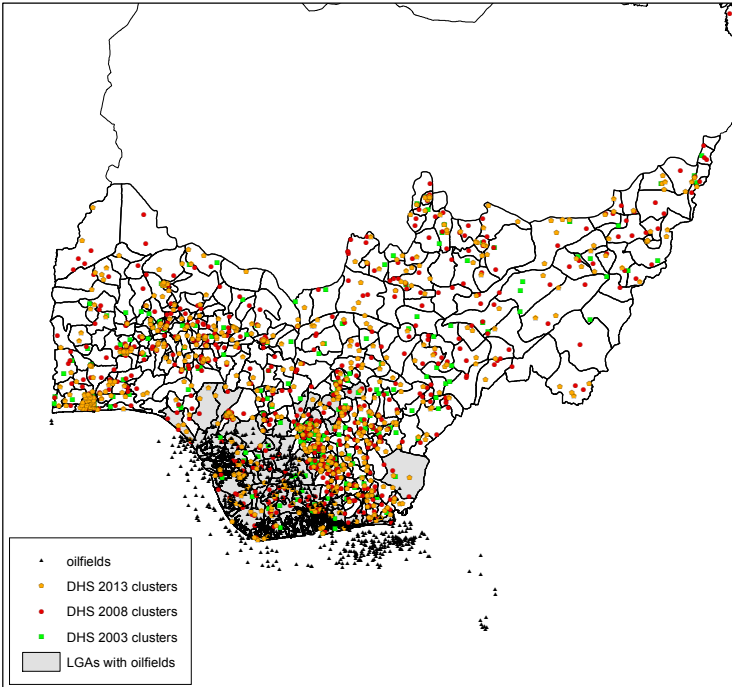 oilfields
DHS 2013 clusters
DHS 2008 clusters
DHS 2003 clusters
LGAs with oilfields